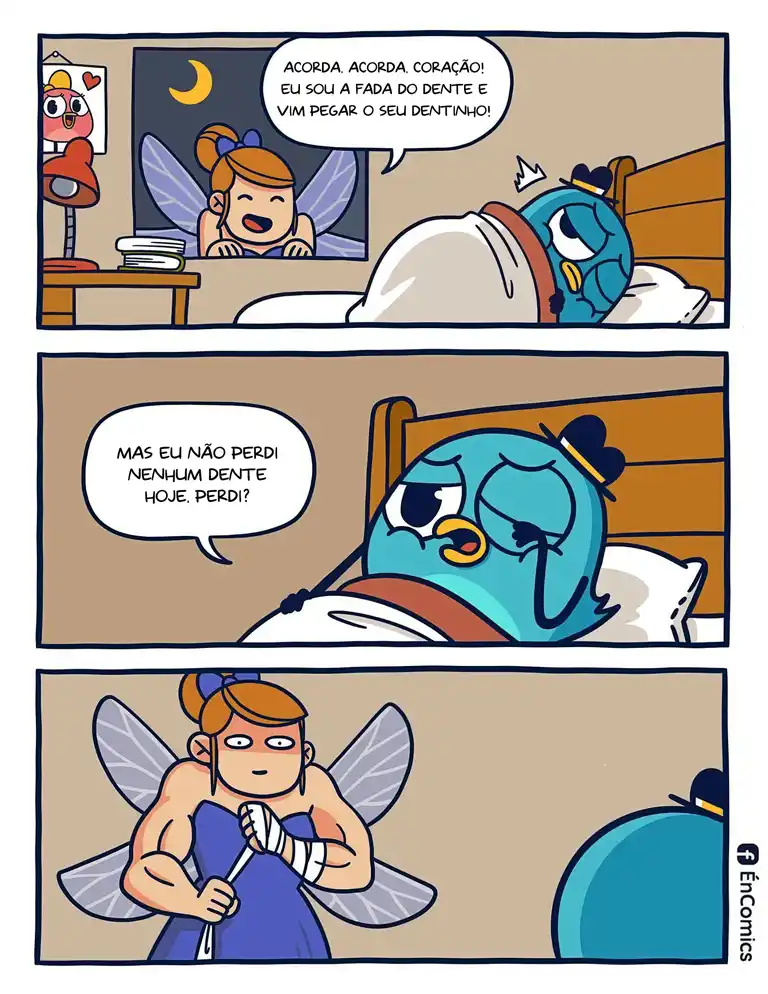 ACORDA, ACORDA, CORAÇÃO!
EU SOU A FADA DO DENTE E
VIM PEGAR O SEU DENTINHO!
MAS EU NÃO PERDI
NENHUM DENTE
HOJE, PERDI?
ÉnComics